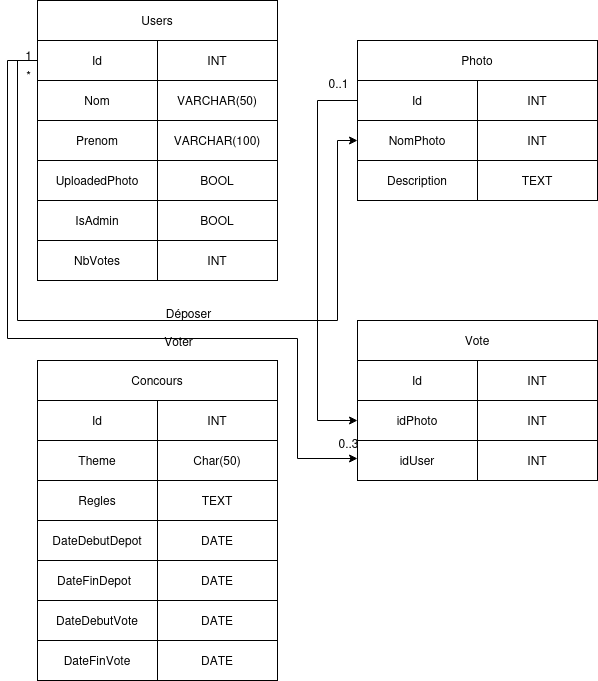 Users
1
*
Id INT
Nom VARCHAR(50)
Prenom VARCHAR(100)
UploadedPhoto BOOL
IsAdmin BOOL
NbVotes INT
Photo
0..1
Id INT
NomPhoto INT
Description TEXT
Déposer
Voter
Vote
Id INT
idPhoto INT
0..3
idUser INT
Concours
Id INT
Theme Char(50)
Regles TEXT
DateDebutDepot DATE
DateFinDepot DATE
DateDebutVote DATE
DateFinVote DATE